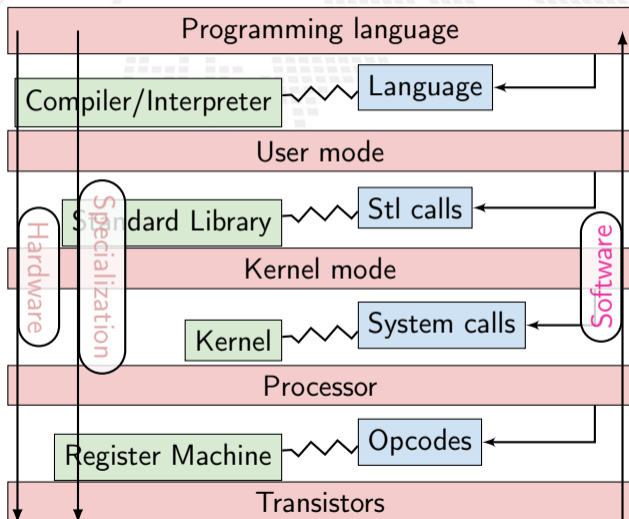 Programming language
Compiler/Interpreter
Language
User mode
Standard Library
Stl calls
Hardware
Specialization
Software
Kernel mode
Kernel
System calls
Processor
Register Machine
Opcodes
Transistors